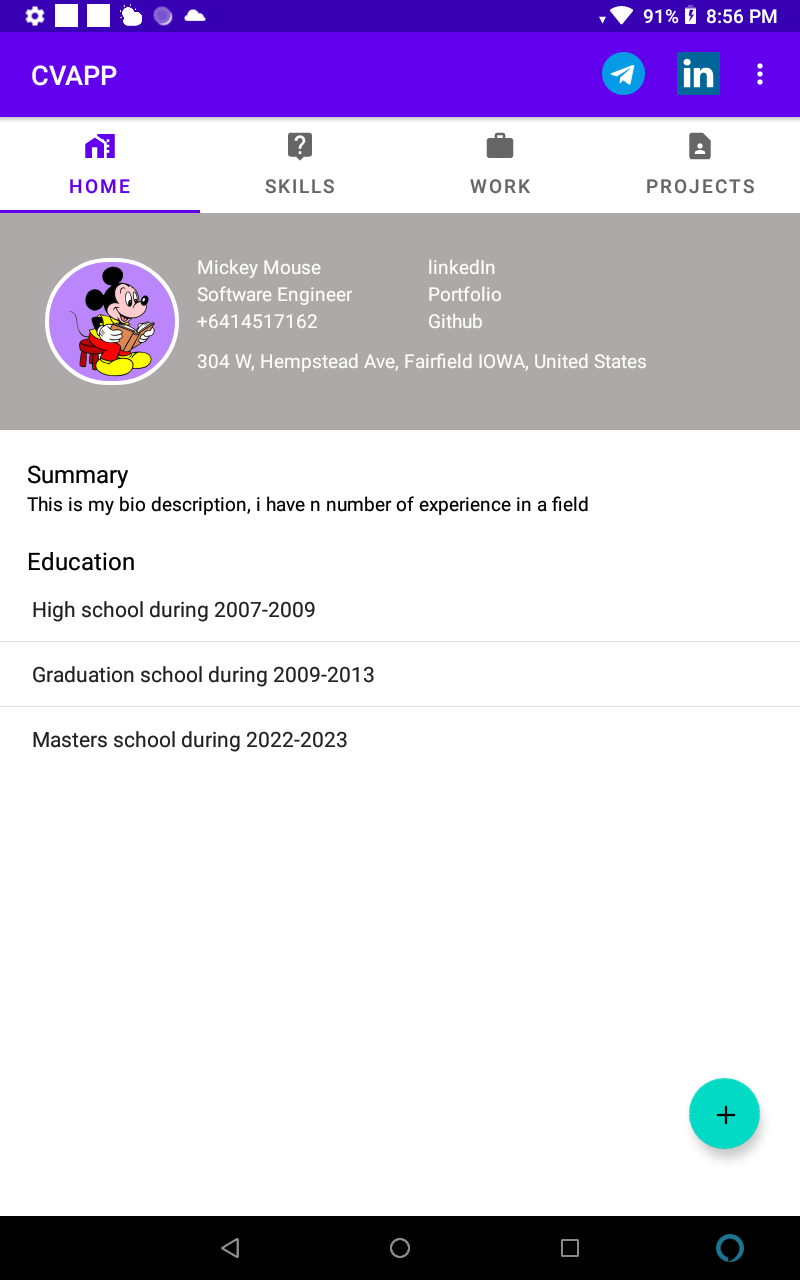 91% 8:56 PM
CVAPP
in
HOME SKILLS WORK PROJECTS
Mickey Mouse linkedIn
Software Engineer Portfolio
+6414517162 Github
304 W, Hempstead Ave, Fairfield IOWA, United States
Summary
This is my bio description, i have n number of experience in a field
Education
High school during 2007-2009
Graduation school during 2009-2013
Masters school during 2022-2023
+